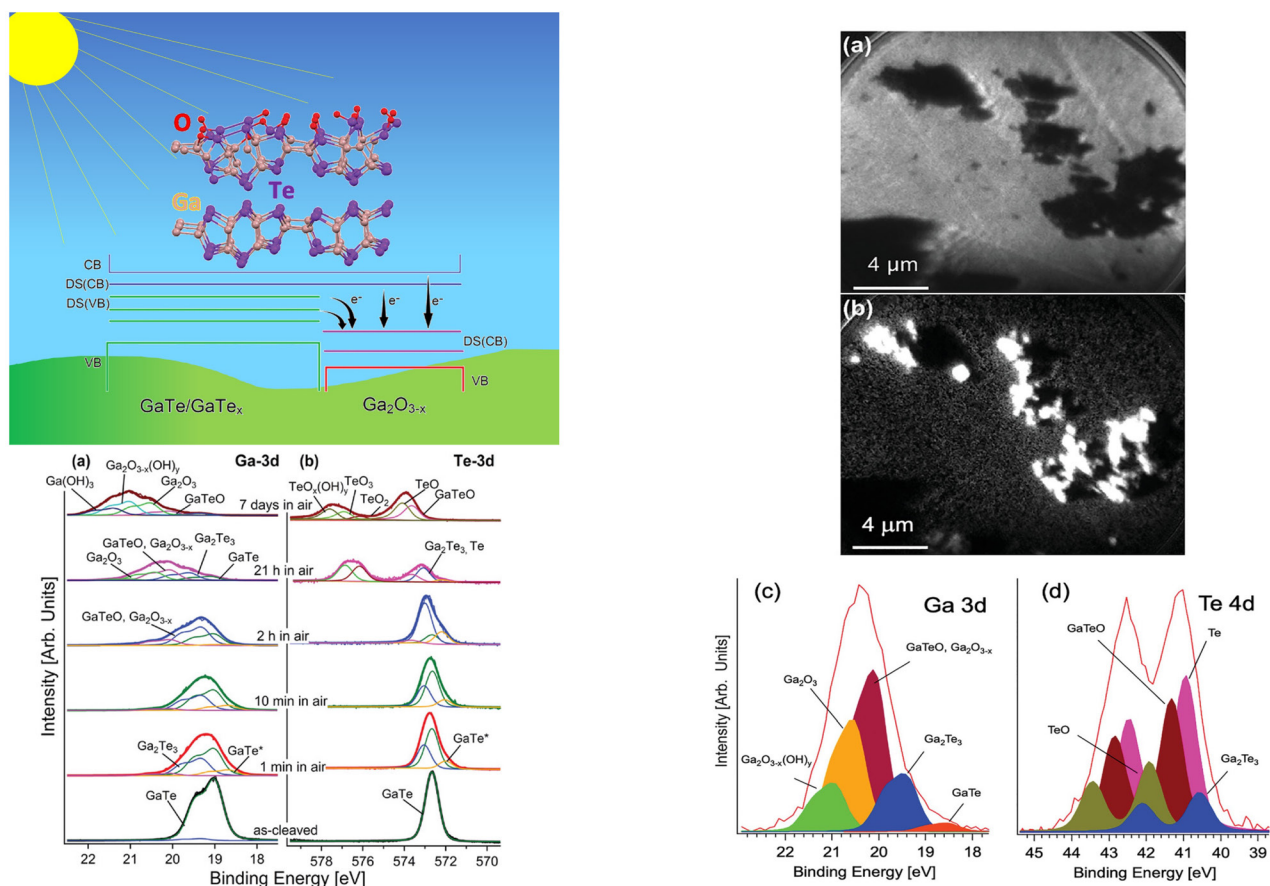 O
Te
Ga
CB
DS(CB)
DS(VB)
e-
e-
e-
DS(CB)
VB
VB
GaTe/GaTeₓ
Ga₂O₃₋ₓ
(a)
Ga-3d
(b)
Te-3d
Ga(OH)₃
Ga₂O₃₋ₓ(OH)ᵧ
Ga₂O₃
GaTeO
7 days in air
TeOₓ(OH)ᵧ
TeO₃
TeO₂
TeO
GaTeO
Ga₂O₃
GaTeO, Ga₂O₃₋ₓ
Ga₂Te₃
GaTe
21 h in air
Ga₂Te₃, Te
GaTeO, Ga₂O₃₋ₓ
2 h in air
10 min in air
Ga₂Te₃
GaTe*
1 min in air
GaTe*
GaTe
as-cleaved
GaTe
Intensity [Arb. Units]
22 21 20 19 18
578 576 574 572 570
Binding Energy [eV]
(a)
4 µm
(b)
4 µm
(c)
Ga 3d
GaTeO, Ga₂O₃₋ₓ
Ga₂O₃
Ga₂Te₃
Ga₂O₃₋ₓ(OH)ᵧ
GaTe
Intensity [Arb. Units]
22 21 20 19 18
Binding Energy [eV]
(d)
Te 4d
GaTeO
Te
TeO
Ga₂Te₃
45 44 43 42 41 40 39
Binding Energy [eV]